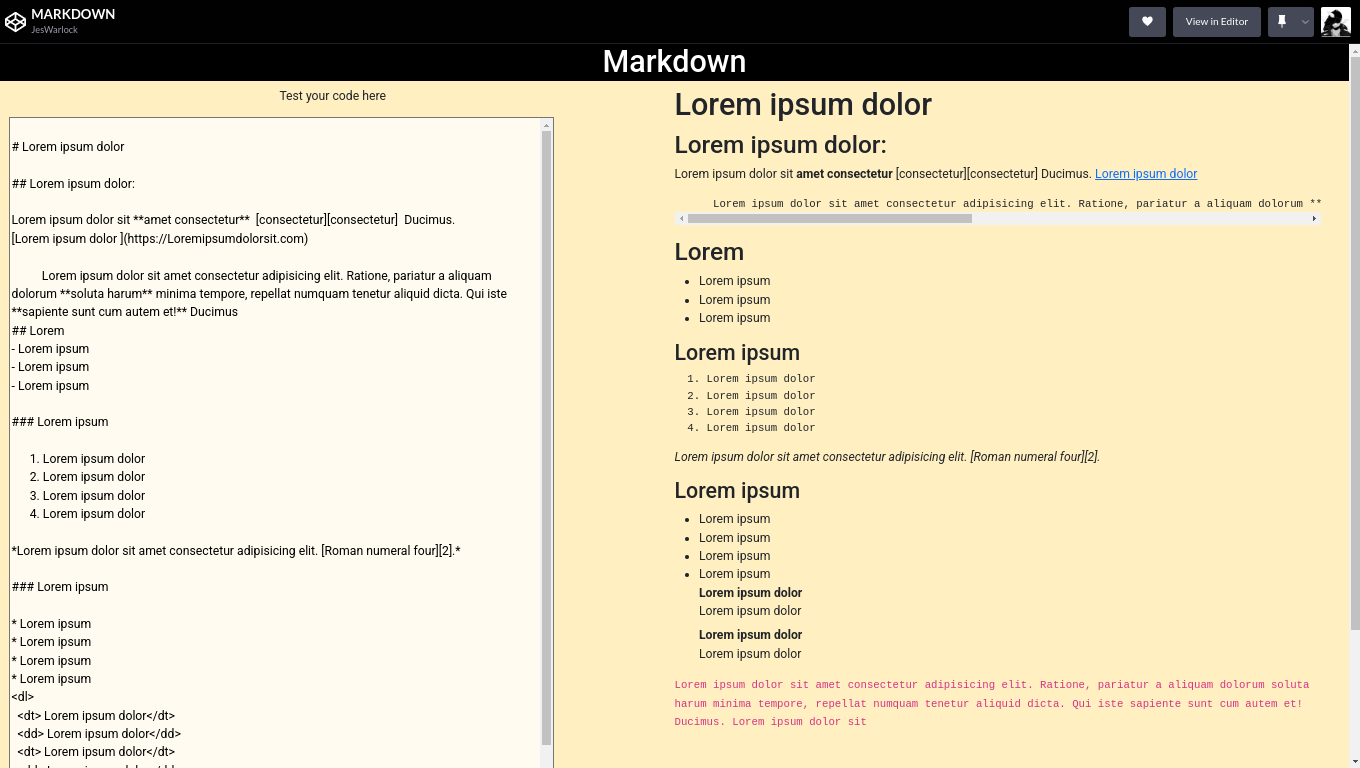 MARKDOWN
JesWarlock
View in Editor
Markdown
Test your code here
# Lorem ipsum dolor
## Lorem ipsum dolor:
Lorem ipsum dolor sit **amet consectetur**  [consectetur][consectetur]  Ducimus.
[Lorem ipsum dolor ](https://Loremipsumdolorsit.com)
Lorem ipsum dolor sit amet consectetur adipisicing elit. Ratione, pariatur a aliquam
dolorum **soluta harum** minima tempore, repellat numquam tenetur aliquid dicta. Qui iste
**sapiente sunt cum autem et!** Ducimus
## Lorem
- Lorem ipsum
- Lorem ipsum
- Lorem ipsum
### Lorem ipsum
1. Lorem ipsum dolor
2. Lorem ipsum dolor
3. Lorem ipsum dolor
4. Lorem ipsum dolor
*Lorem ipsum dolor sit amet consectetur adipisicing elit. [Roman numeral four][2].*
### Lorem ipsum
* Lorem ipsum
* Lorem ipsum
* Lorem ipsum
* Lorem ipsum
<dl>
<dt> Lorem ipsum dolor</dt>
<dd> Lorem ipsum dolor</dd>
<dt> Lorem ipsum dolor</dt>
Lorem ipsum dolor
Lorem ipsum dolor:
Lorem ipsum dolor sit amet consectetur [consectetur][consectetur] Ducimus. Lorem ipsum dolor
Lorem ipsum dolor sit amet consectetur adipisicing elit. Ratione, pariatur a aliquam dolorum **
Lorem
• Lorem ipsum
• Lorem ipsum
• Lorem ipsum
Lorem ipsum
1. Lorem ipsum dolor
2. Lorem ipsum dolor
3. Lorem ipsum dolor
4. Lorem ipsum dolor
Lorem ipsum dolor sit amet consectetur adipisicing elit. [Roman numeral four][2].
Lorem ipsum
• Lorem ipsum
• Lorem ipsum
• Lorem ipsum
• Lorem ipsum
Lorem ipsum dolor
Lorem ipsum dolor
Lorem ipsum dolor
Lorem ipsum dolor
Lorem ipsum dolor sit amet consectetur adipisicing elit. Ratione, pariatur a aliquam dolorum soluta
harum minima tempore, repellat numquam tenetur aliquid dicta. Qui iste sapiente sunt cum autem et!
Ducimus. Lorem ipsum dolor sit